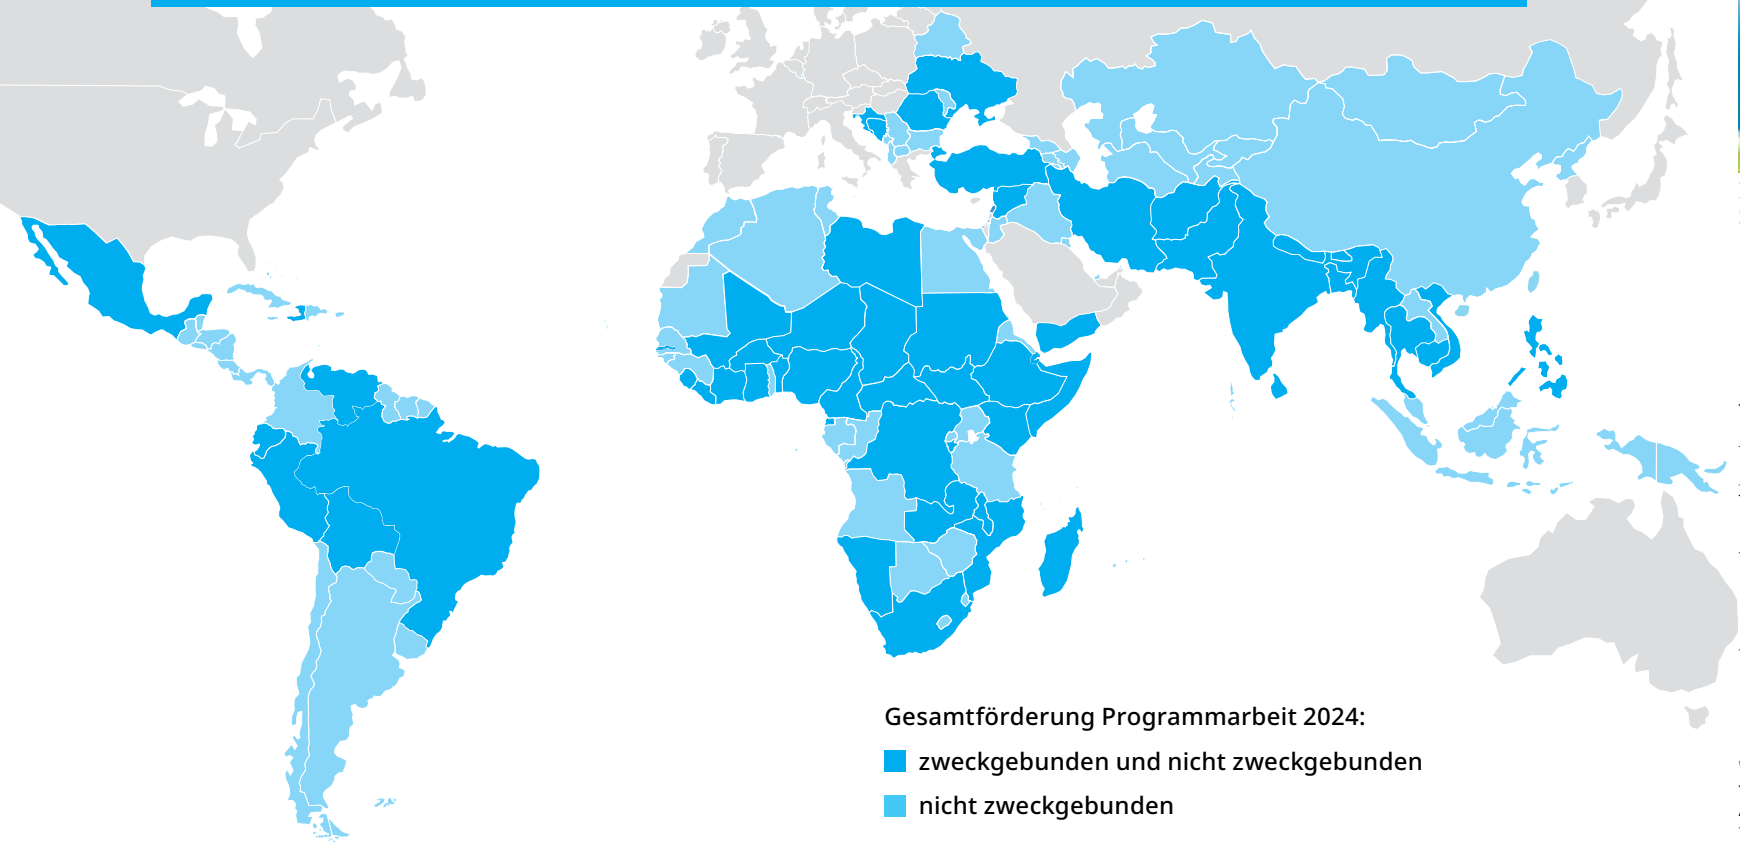 Gesamtförderung Programmarbeit 2024:
zweckgebunden und nicht zweckgebunden
nicht zweckgebunden